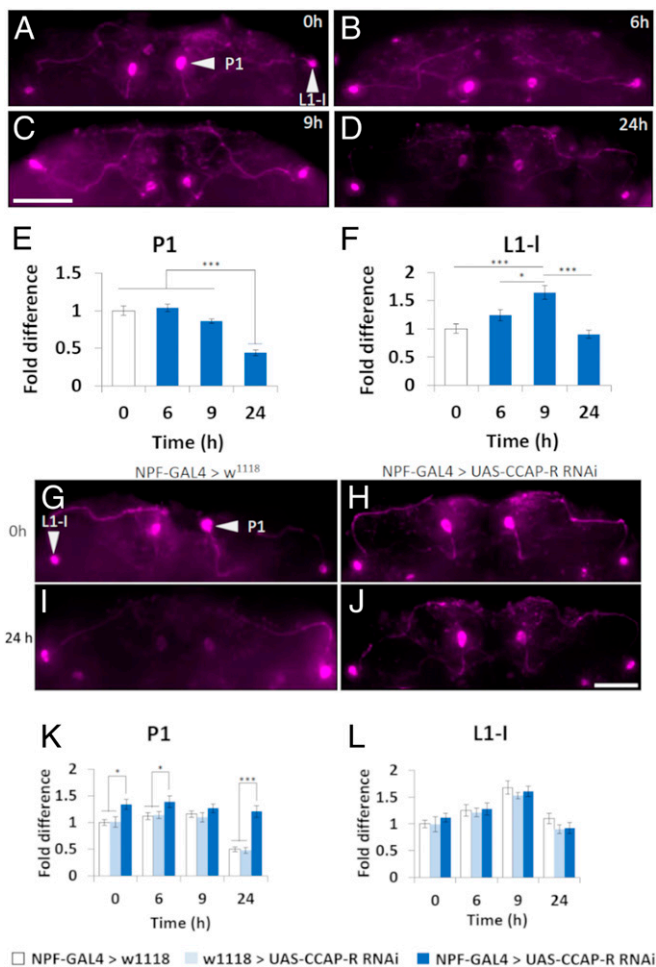 A 0h B 6h
P1
L1-I
C 9h D 24h
E P1 F L1-I
Fold difference 1.5 1 0.5 0 *** 0 6 9 24 Time (h)
Fold difference 2 1.5 1 0.5 0 *** * *** 0 6 9 24 Time (h)
NPF-GAL4 > w1118 NPF-GAL4 > UAS-CCAP-R RNAi
G H
L1-I P1
0h
I J
24 h
K P1 L L1-I
Fold difference 2 1.5 1 0.5 0 * * *** 0 6 9 24 Time (h)
Fold difference 2 1.5 1 0.5 0 0 6 9 24 Time (h)
NPF-GAL4 > w1118 w1118 > UAS-CCAP-R RNAi NPF-GAL4 > UAS-CCAP-R RNAi